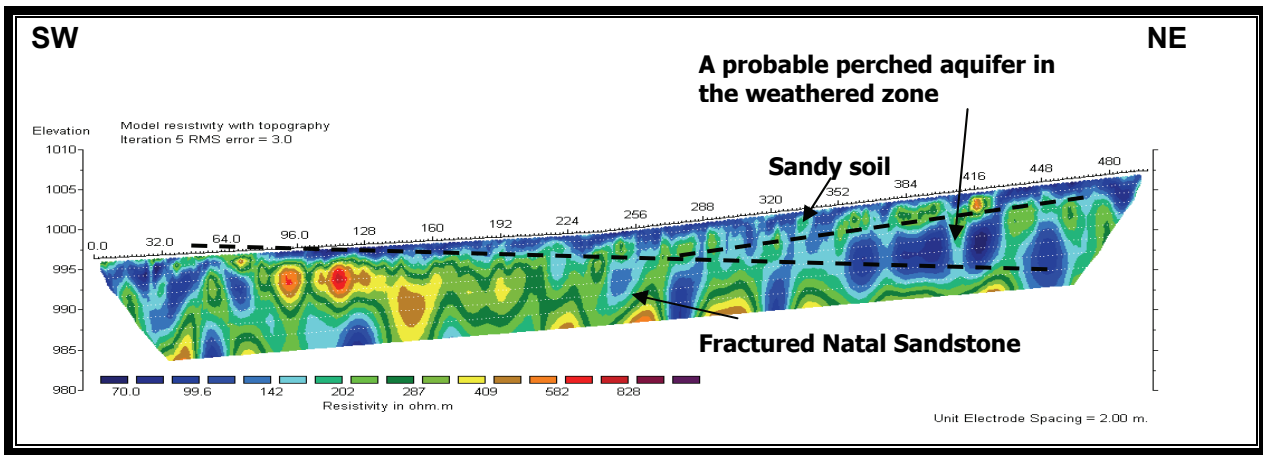 SW
NE
A probable perched aquifer in
the weathered zone
Model resistivity with topography
Elevation
Iteration 5 RMS error = 3.0
1010
Sandy soil
1005
1000
995
990
985
980
0.0 32.0 64.0 96.0 128 160 192 224 256 288 320 352 384 416 448 480
Fractured Natal Sandstone
70.0 99.6 142 202 287 409 582 828
Resistivity in ohm.m
Unit Electrode Spacing = 2.00 m.